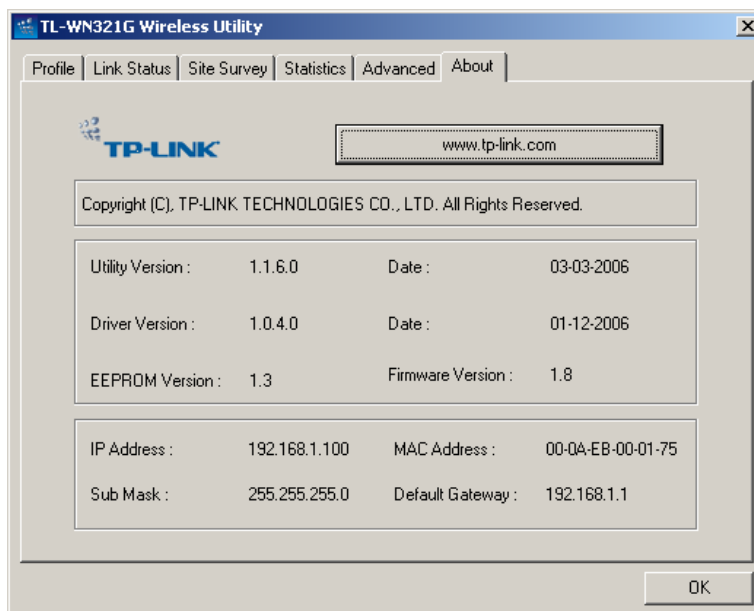 TL-WN321G Wireless Utility
Profile Link Status Site Survey Statistics Advanced About
TP-LINK www.tp-link.com
Copyright (C), TP-LINK TECHNOLOGIES CO., LTD. All Rights Reserved.
Utility Version : 1.1.6.0 Date : 03-03-2006
Driver Version : 1.0.4.0 Date : 01-12-2006
EEPROM Version : 1.3 Firmware Version : 1.8
IP Address : 192.168.1.100 MAC Address : 00-0A-EB-00-01-75
Sub Mask : 255.255.255.0 Default Gateway : 192.168.1.1
OK